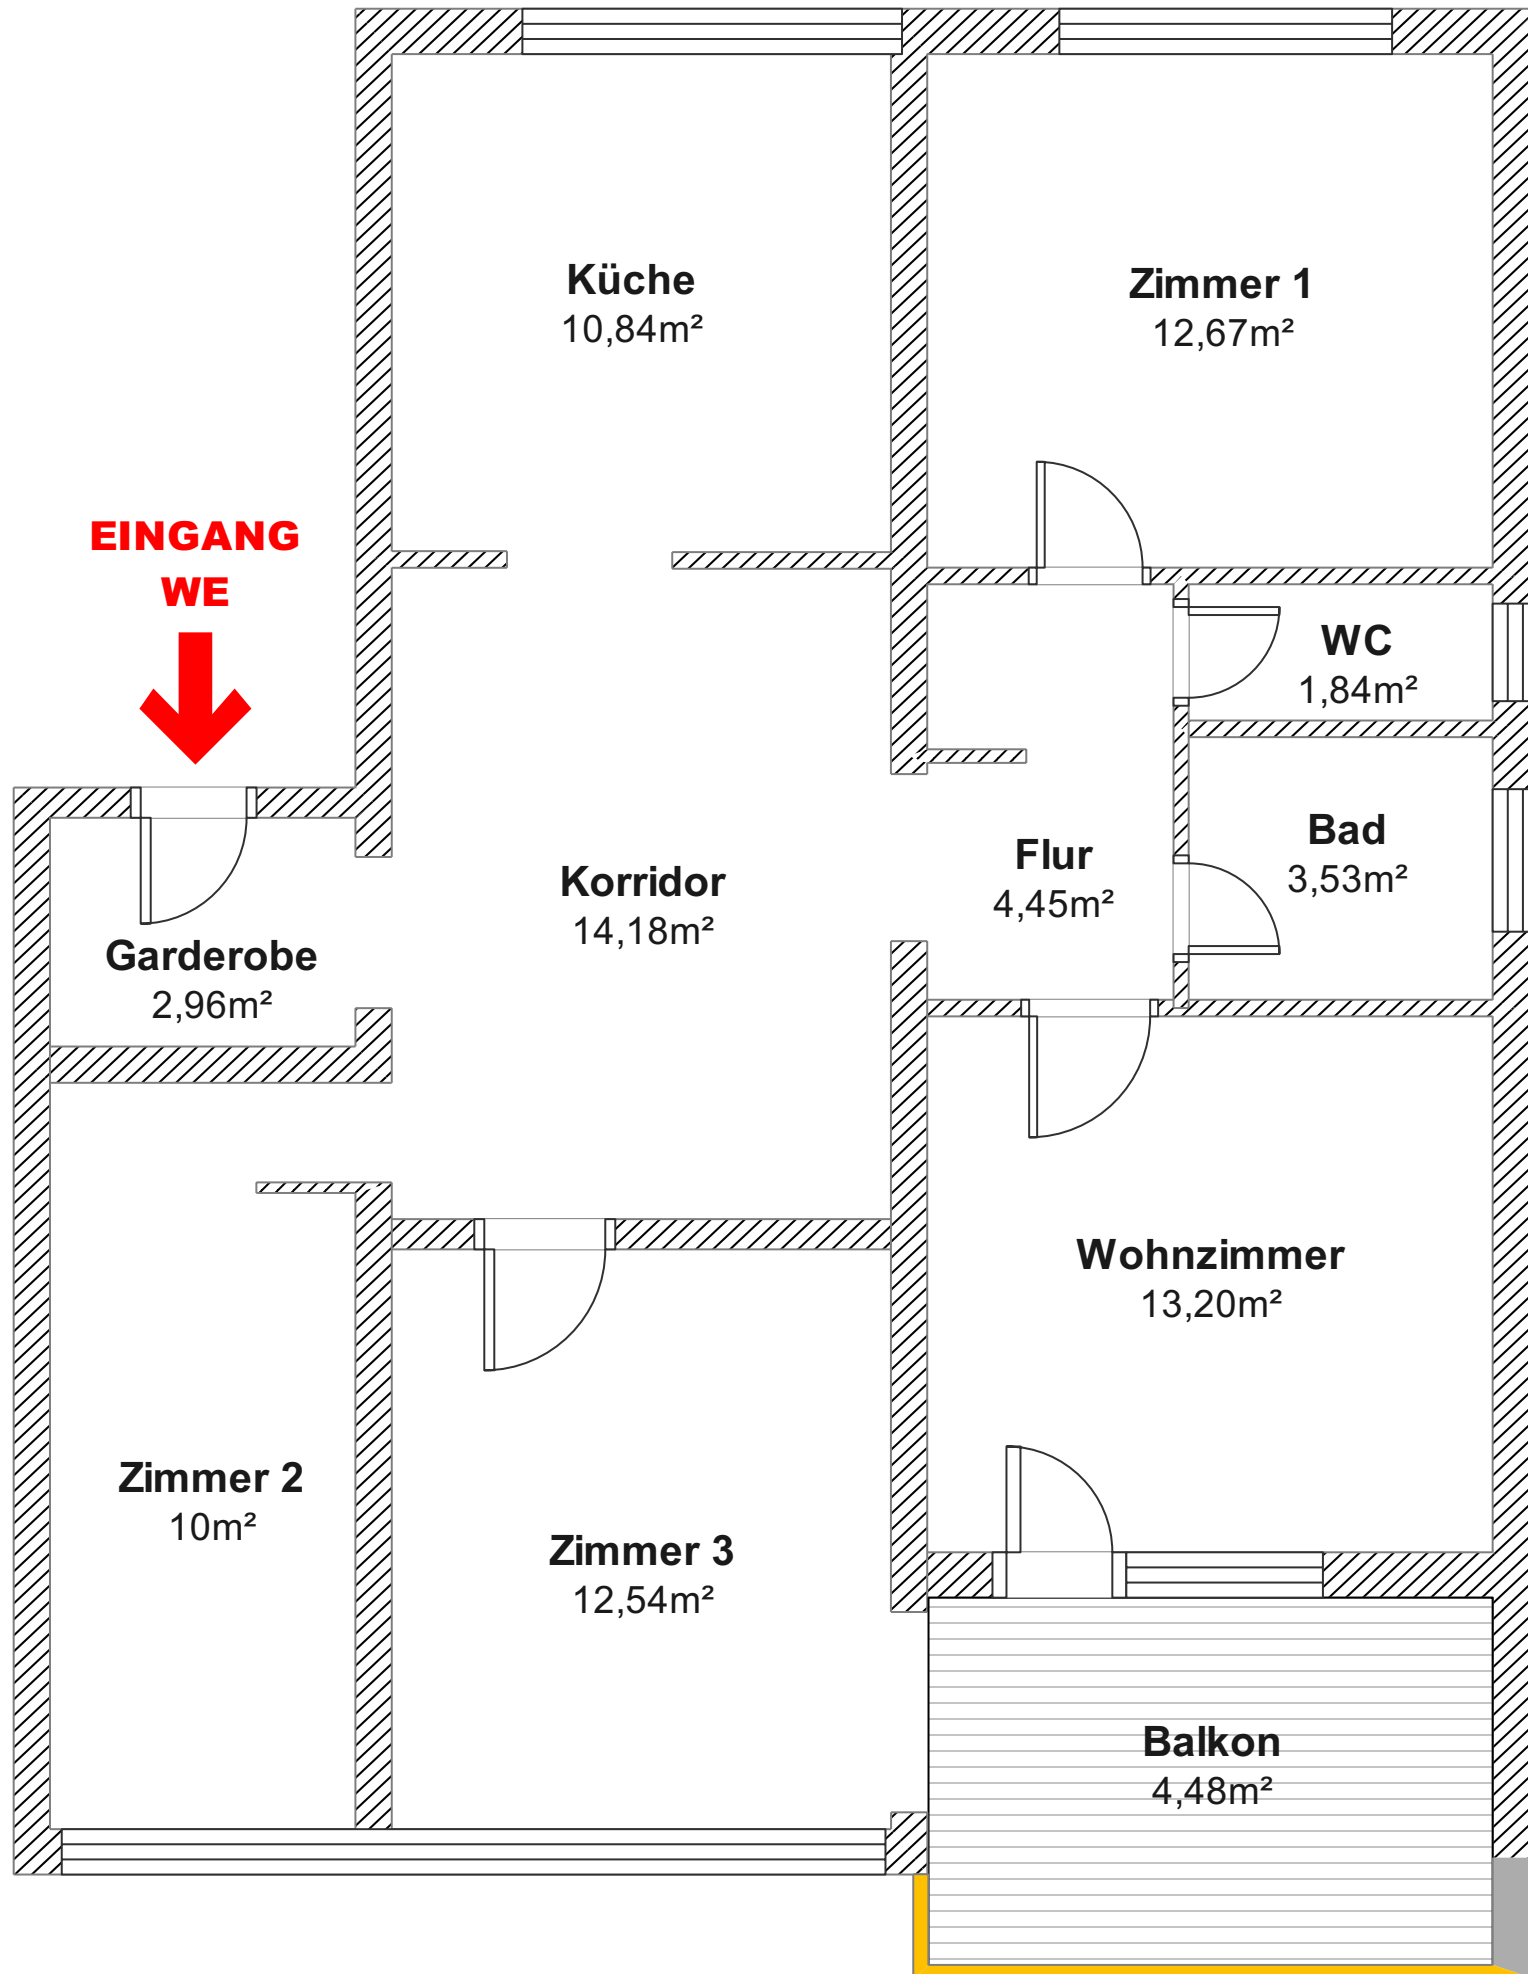 Küche
10,84m²
Zimmer 1
12,67m²
EINGANG
WE
WC
1,84m²
Bad
3,53m²
Flur
4,45m²
Korridor
14,18m²
Garderobe
2,96m²
Wohnzimmer
13,20m²
Zimmer 2
10m²
Zimmer 3
12,54m²
Balkon
4,48m²